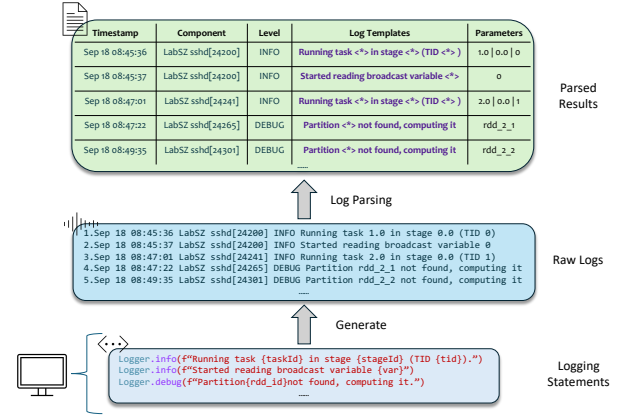 Timestamp Component Level Log Templates Parameters
Sep 18 08:45:36 LabSZ sshd[24200] INFO Running task <*> in stage <*> (TID <*> ) 1.0 | 0.0 | 0
Sep 18 08:45:37 LabSZ sshd[24200] INFO Started reading broadcast variable <*> 0
Sep 18 08:47:01 LabSZ sshd[24241] INFO Running task <*> in stage <*> (TID <*> ) 2.0 | 0.0 | 1
Sep 18 08:47:22 LabSZ sshd[24265] DEBUG Partition <*> not found, computing it rdd_2_1
Sep 18 08:49:35 LabSZ sshd[24301] DEBUG Partition <*> not found, computing it rdd_2_2
......
Parsed
Results
Log Parsing
1.Sep 18 08:45:36 LabSZ sshd[24200] INFO Running task 1.0 in stage 0.0 (TID 0)
2.Sep 18 08:45:37 LabSZ sshd[24200] INFO Started reading broadcast variable 0
3.Sep 18 08:47:01 LabSZ sshd[24241] INFO Running task 2.0 in stage 0.0 (TID 1)
4.Sep 18 08:47:22 LabSZ sshd[24265] DEBUG Partition rdd_2_1 not found, computing it
5.Sep 18 08:49:35 LabSZ sshd[24301] DEBUG Partition rdd_2_2 not found, computing it
......
Raw Logs
Generate
Logger.info(f“Running task {taskId} in stage {stageId} (TID {tid}).”)
Logger.info(f“Started reading broadcast variable {var}”)
Logger.debug(f“Partition{rdd_id}not found, computing it.”)
......
Logging
Statements